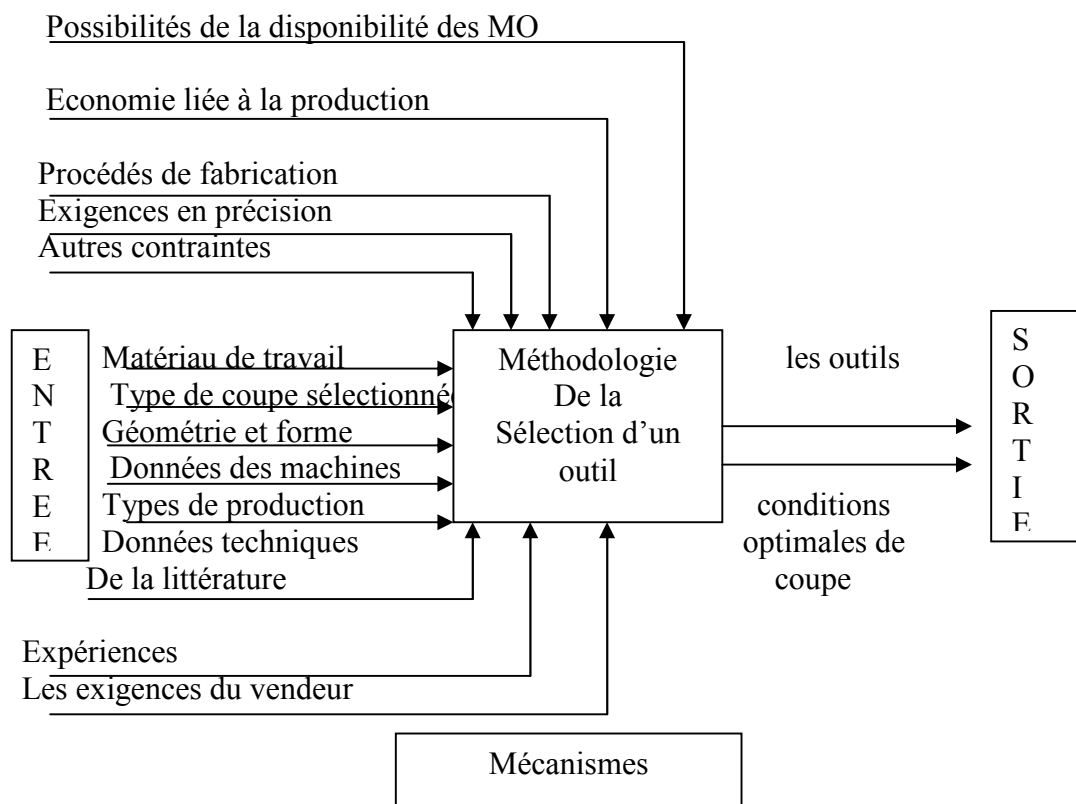 Possibilités de la disponibilité des MO
Economie liée à la production
Procédés de fabrication
Exigences en précision
Autres contraintes
E
N
T
R
E
E
Matériau de travail
Type de coupe sélectionnée
Géométrie et forme
Données des machines
Types de production
Données techniques
De la littérature
Méthodologie
De la
Sélection d’un
outil
les outils
conditions
optimales de
coupe
S
O
R
T
I
E
Expériences
Les exigences du vendeur
Mécanismes